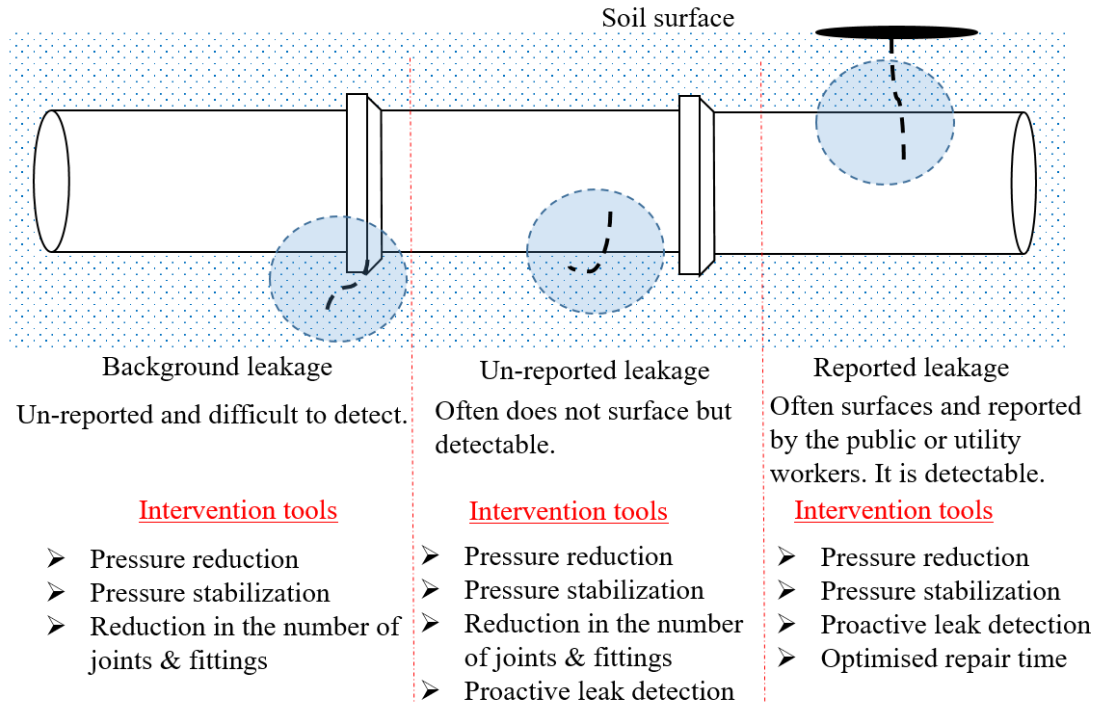 Soil surface
Background leakage
Un-reported and difficult to detect.
Intervention tools
➢ Pressure reduction
➢ Pressure stabilization
➢ Reduction in the number of
joints & fittings
Un-reported leakage
Often does not surface but
detectable.
Intervention tools
➢ Pressure reduction
➢ Pressure stabilization
➢ Reduction in the number
of joints & fittings
➢ Proactive leak detection
Reported leakage
Often surfaces and reported
by the public or utility
workers. It is detectable.
Intervention tools
➢ Pressure reduction
➢ Pressure stabilization
➢ Proactive leak detection
➢ Optimised repair time